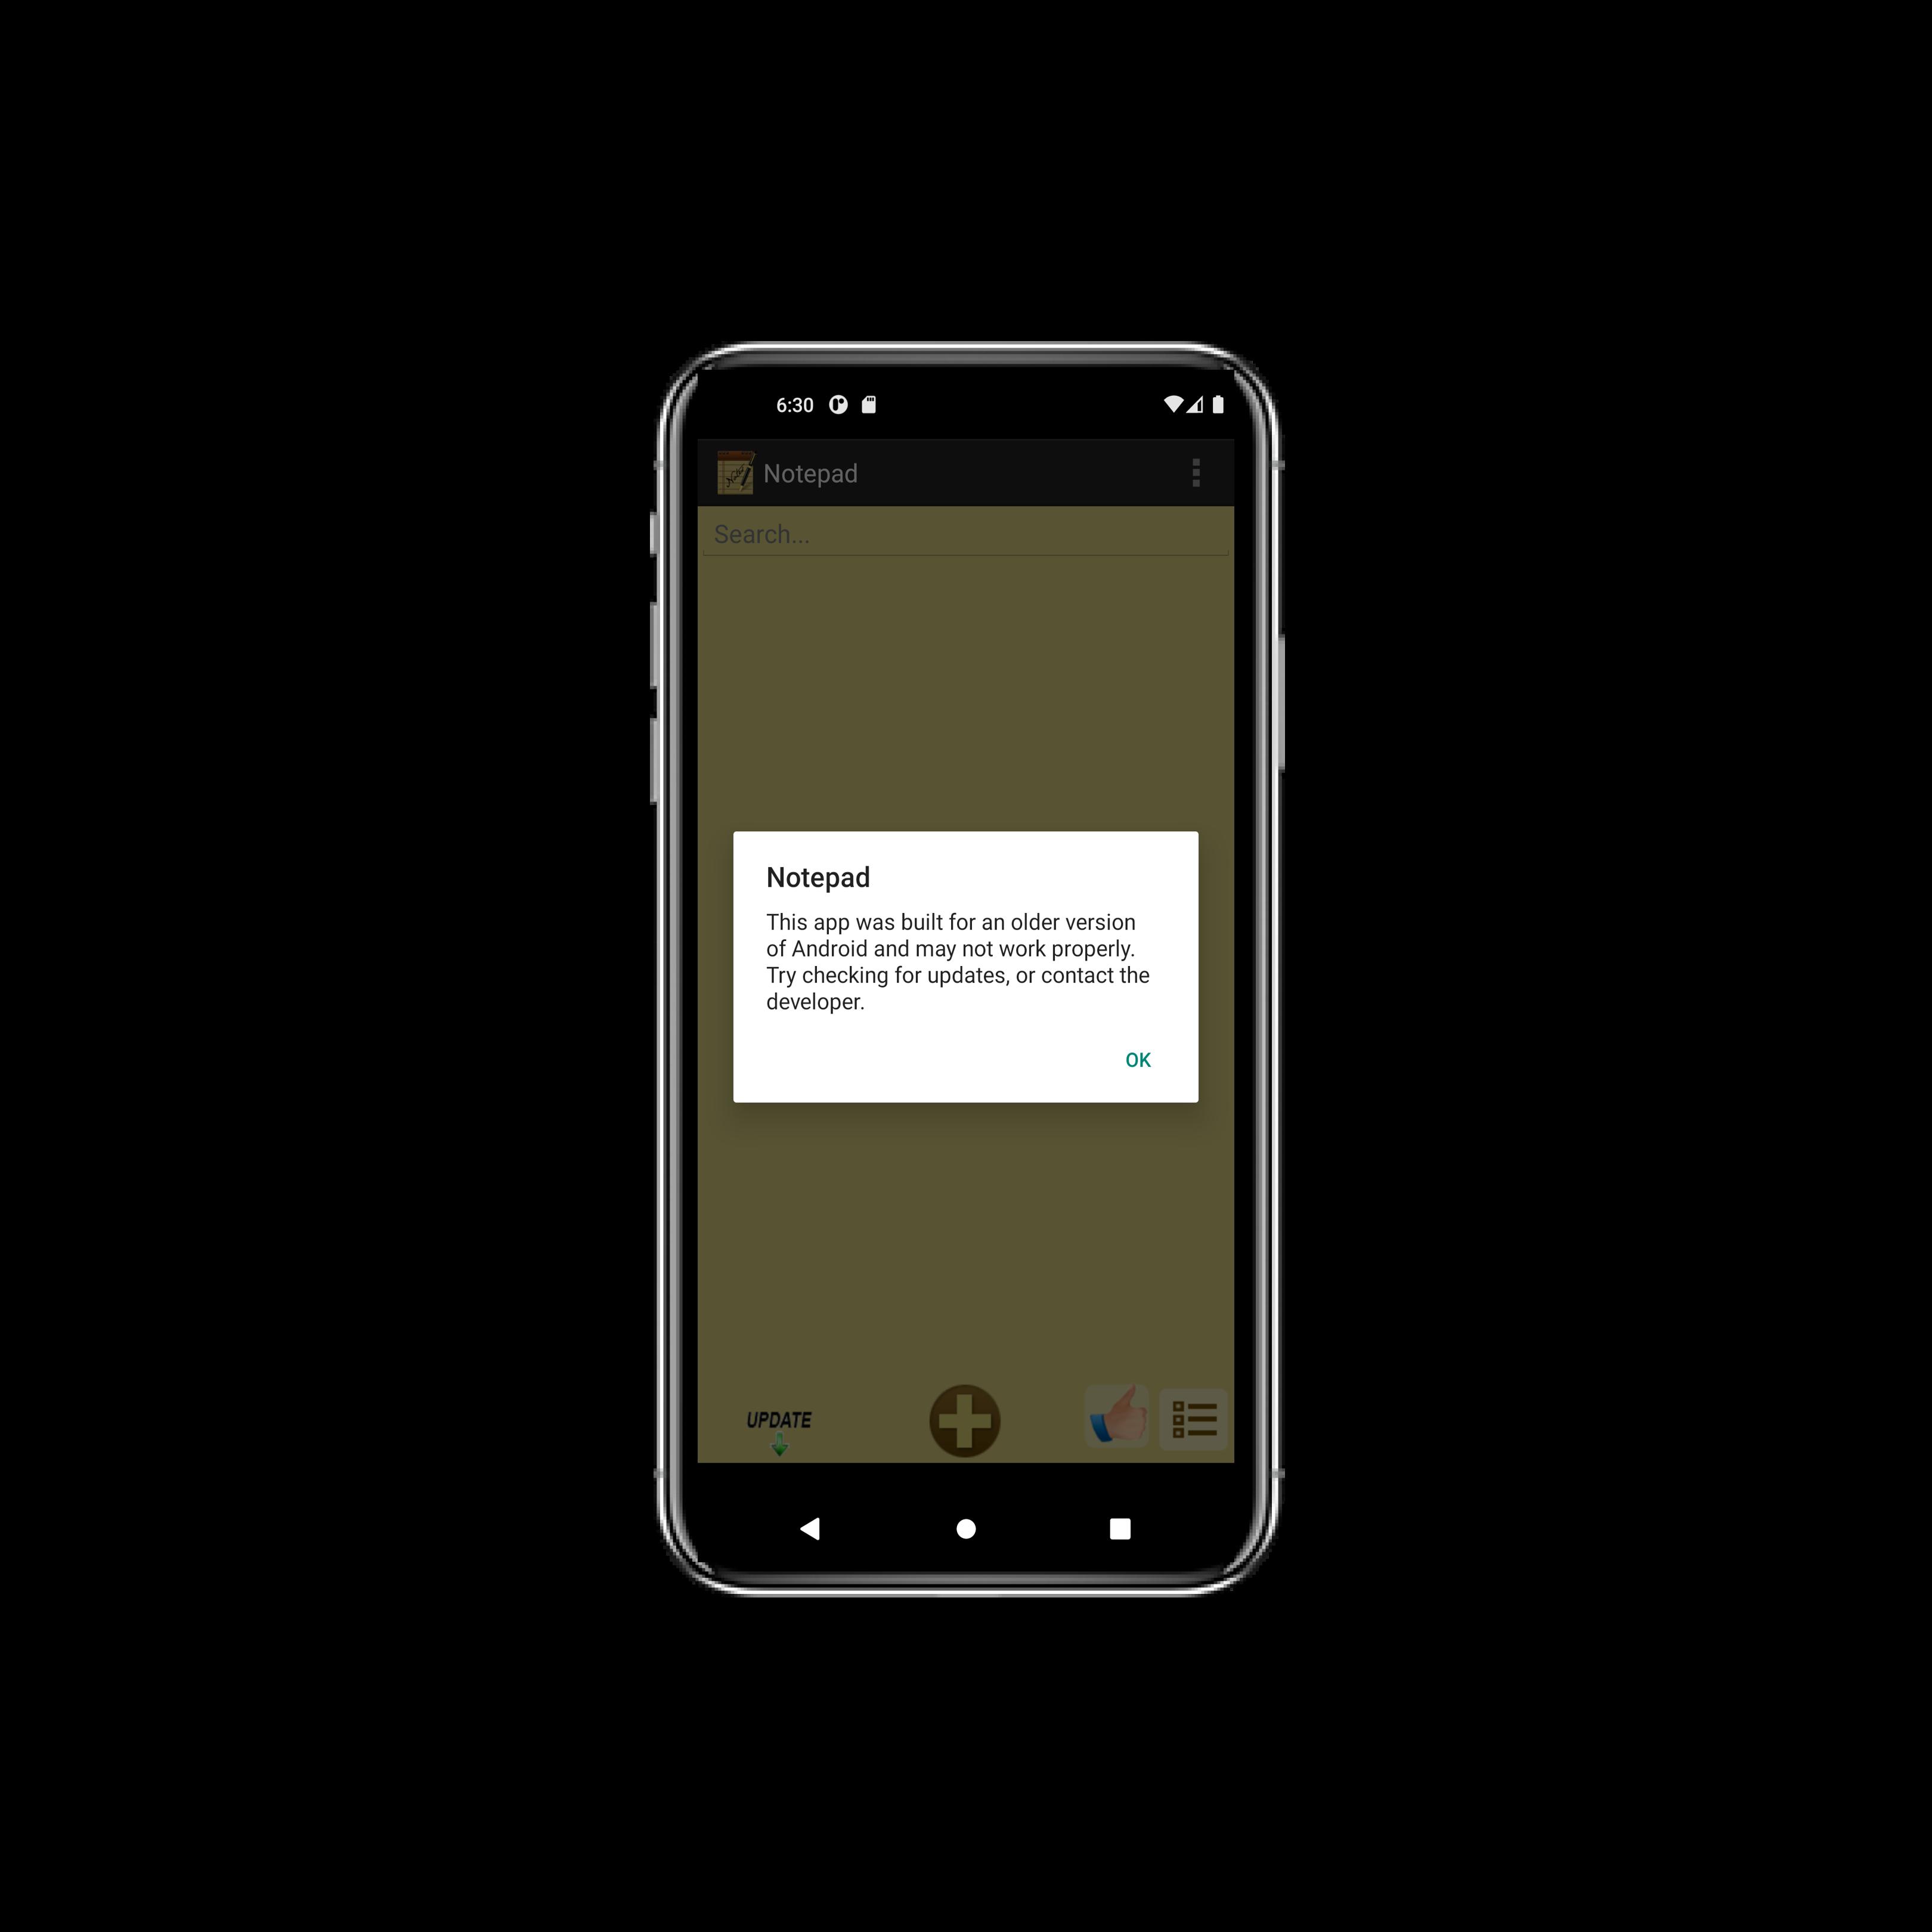 6:30
Notepad
Search...
Notepad
This app was built for an older version
of Android and may not work properly.
Try checking for updates, or contact the
developer.
OK
UPDATE